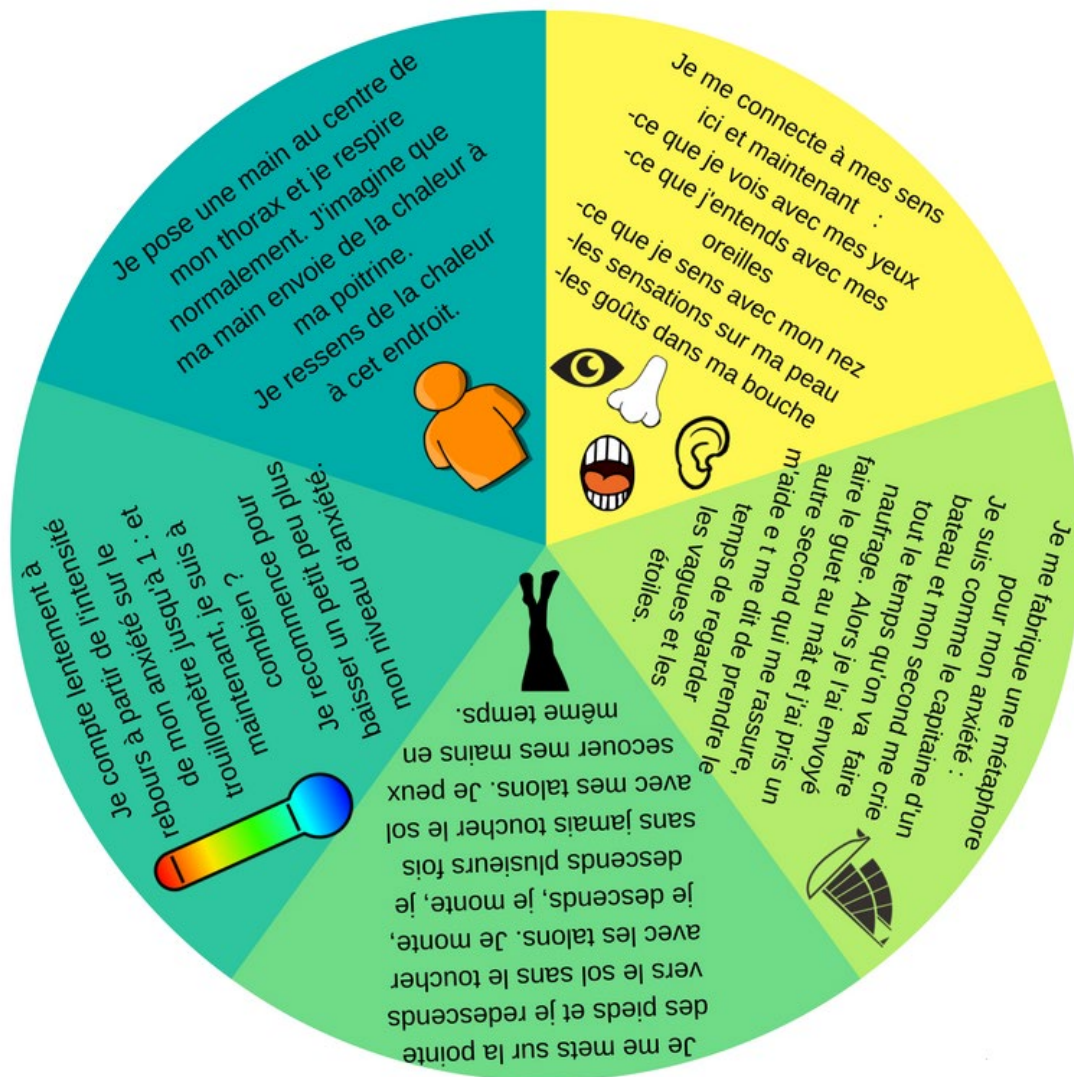 Je me connecte à mes sens
ici et maintenant :
-ce que je vois avec mes yeux
-ce que j'entends avec mes
oreilles
-ce que je sens avec mon nez
-les sensations sur ma peau
-les goûts dans ma bouche
Je me fabrique une métaphore
pour mon anxiété :
Je suis comme le capitaine d'un
bateau et mon second me crie
tout le temps qu'on va faire
naufrage. Alors je l'ai envoyé
faire le guet au mât et j'ai pris un
autre second qui me rassure,
m'aide e t me dit de prendre le
temps de regarder
les vagues et les
étoiles.
Je me mets sur la pointe
des pieds et je redescends
vers le sol sans le toucher
avec les talons. Je monte,
je descends, je monte, je
descends plusieurs fois
sans jamais toucher le sol
avec mes talons. Je peux
secouer mes mains en
même temps.
Je compte lentement à
rebours à partir de l'intensité
de mon anxiété sur le
trouillomètre jusqu'à 1 : et
maintenant, je suis à
combien ?
Je recommence pour
baisser un petit peu plus
mon niveau d'anxiété.
Je pose une main au centre de
mon thorax et je respire
normalement. J'imagine que
ma main envoie de la chaleur à
ma poitrine.
Je ressens de la chaleur
à cet endroit.